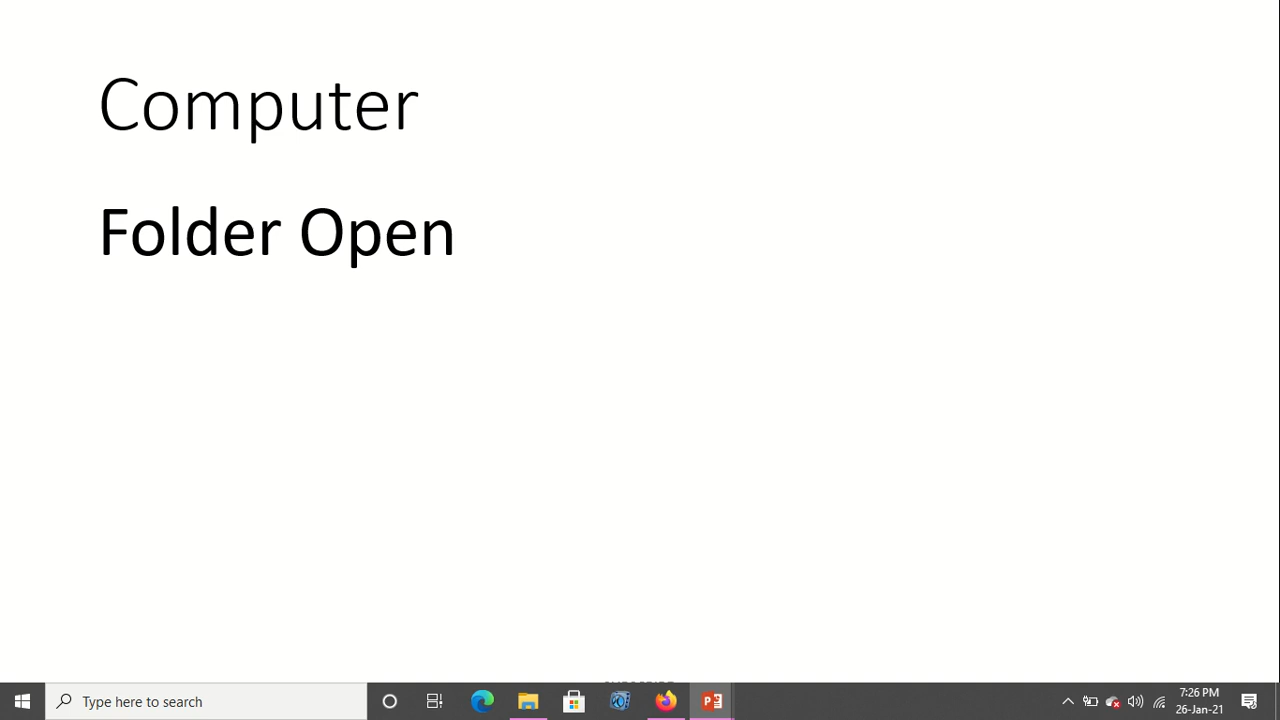 Computer
Folder Open
Type here to search
7:26 PM
26-Jan-21